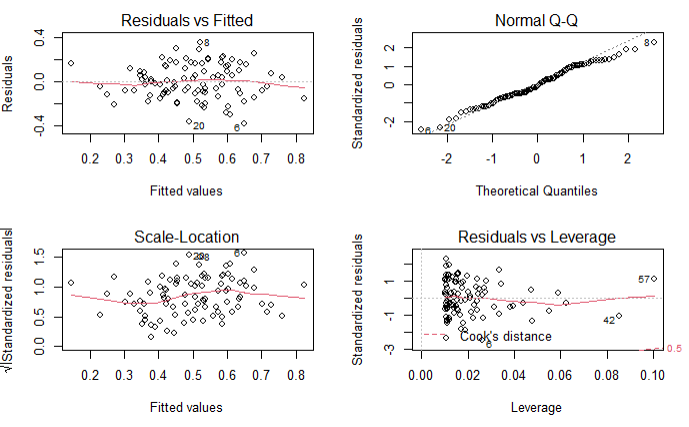 Residuals vs Fitted
Residuals
-0.4 0.0 0.4
8
20
6
0.2 0.3 0.4 0.5 0.6 0.7 0.8
Fitted values
Normal Q-Q
Standardized residuals
-2 0 1 2
8
6
20
-2 -1 0 1 2
Theoretical Quantiles
Scale-Location
√|Standardized residuals|
0.0 0.5 1.0 1.5
20
8
6
0.2 0.3 0.4 0.5 0.6 0.7 0.8
Fitted values
Residuals vs Leverage
Standardized residuals
-3 -1 1
57
42
6
Cook's distance
0.5
0.00 0.02 0.04 0.06 0.08 0.10
Leverage